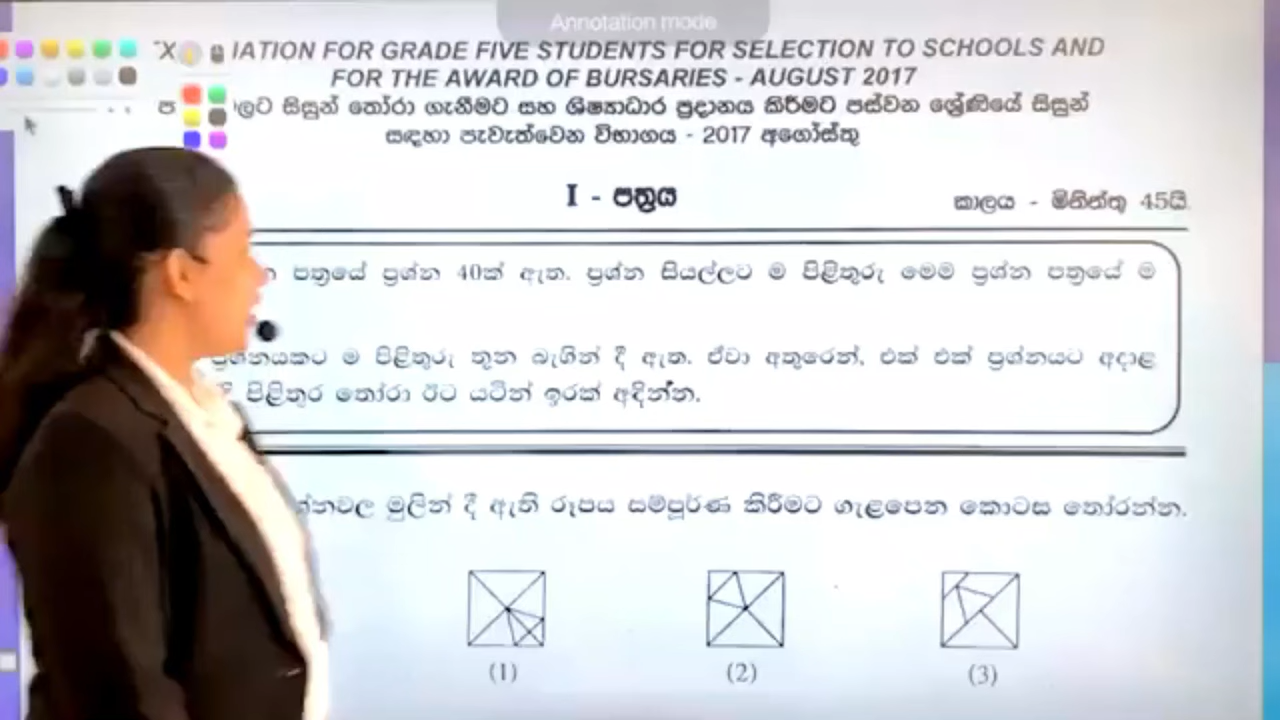 Annotation mode
IATION FOR GRADE FIVE STUDENTS FOR SELECTION TO SCHOOLS AND
FOR THE AWARD OF BURSARIES - AUGUST 2017
සිසුන් තෝරා ගැනීමට සහ ශිෂ්‍යාධාර ප්‍රදානය කිරීමට පස්වන ශ්‍රේණියේ සිසුන්
සඳහා පැවැත්වෙන විභාගය - 2017 අගෝස්තු
I - පත්‍රය
කාලය - මිනිත්තු 45යි.
පත්‍රයේ ප්‍රශ්න 40ක් ඇත. ප්‍රශ්න සියල්ලට ම පිළිතුරු මෙම ප්‍රශ්න පත්‍රයේ ම
ප්‍රශ්නයකට ම පිළිතුරු තුන බැගින් දී ඇත. ඒවා අතුරෙන්, එක් එක් ප්‍රශ්නයට අදාළ
පිළිතුර තෝරා ඊට යටින් ඉරක් අඳින්න.
මුලින් දී ඇති රූපය සම්පූර්ණ කිරීමට ගැළපෙන කොටස තෝරන්න.
(1)
(2)
(3)